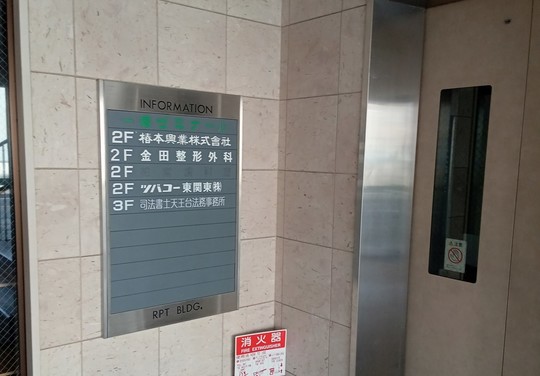 INFORMATION
2F 椿本興業株式會社
2F 金田整形外科
2F
2F ツバコー東関東㈱
3F 司法書士天王台法務事務所
RPT BLDG.
消火器
FIRE EXTINGUISHER